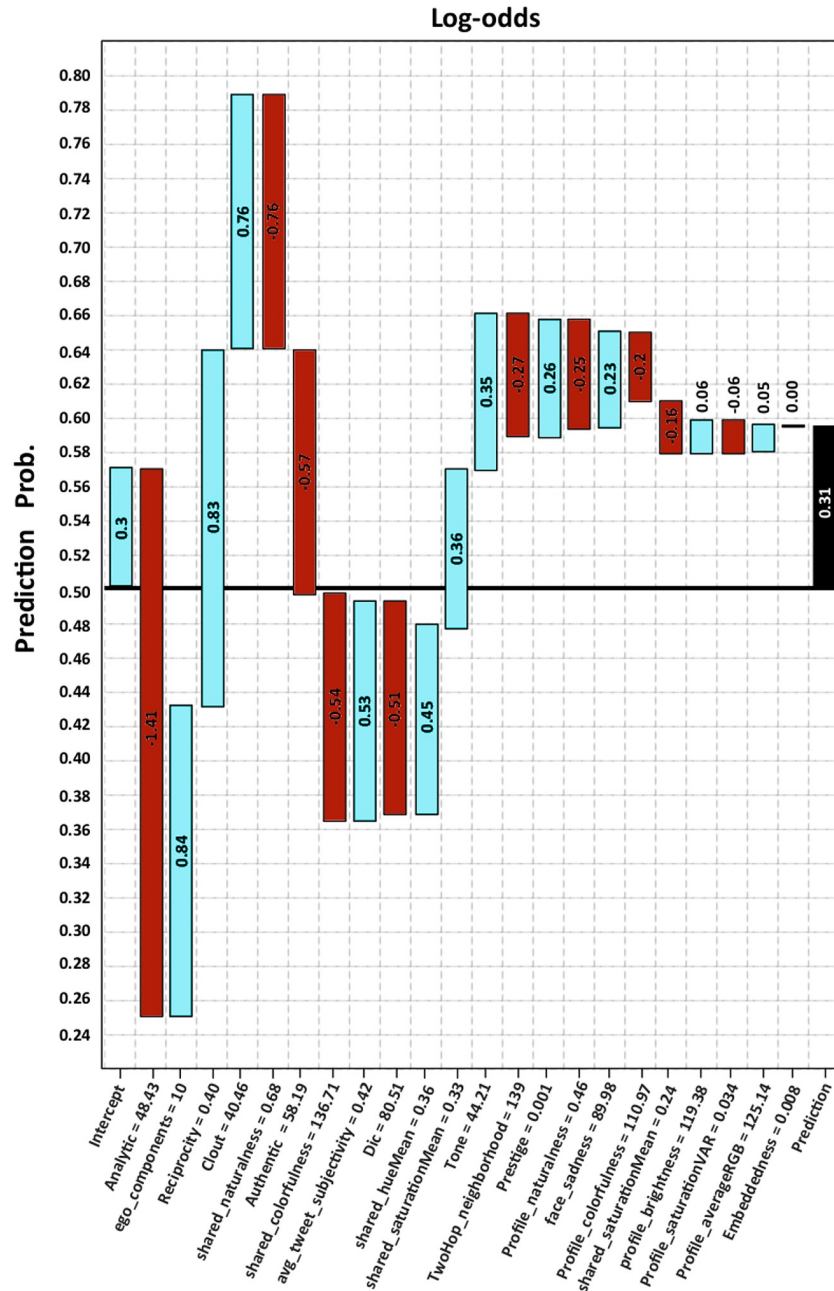 Log-odds
Prediction Prob.
0.80
0.78
0.76
0.74
0.72
0.70
0.68
0.66
0.64
0.62
0.60
0.58
0.56
0.54
0.52
0.50
0.48
0.46
0.44
0.42
0.40
0.38
0.36
0.34
0.32
0.30
0.28
0.26
0.24
0.3
-1.41
0.84
0.83
0.76
-0.76
-0.57
-0.54
0.53
-0.51
0.45
0.36
0.35
-0.27
0.26
-0.25
0.23
-0.2
-0.16
0.06
-0.06
0.05
0.00
0.31
Intercept
Analytic = 48.43
ego_components = 10
Reciprocity = 0.40
Clout = 40.46
shared_naturalness = 0.68
Authentic = 58.19
shared_colorfulness = 136.71
avg_tweet_subjectivity = 0.42
Dic = 80.51
shared_hueMean = 0.36
shared_saturationMean = 0.33
Tone = 44.21
TwoHop_neighborhood = 139
Prestige = 0.001
Profile_naturalness = 0.46
face_sadness = 89.98
Profile_colorfulness = 110.97
shared_saturationMean = 0.24
profile_brightness = 119.38
Profile_saturationVAR = 0.034
Profile_averageRGB = 125.14
Embeddedness = 0.008
Prediction